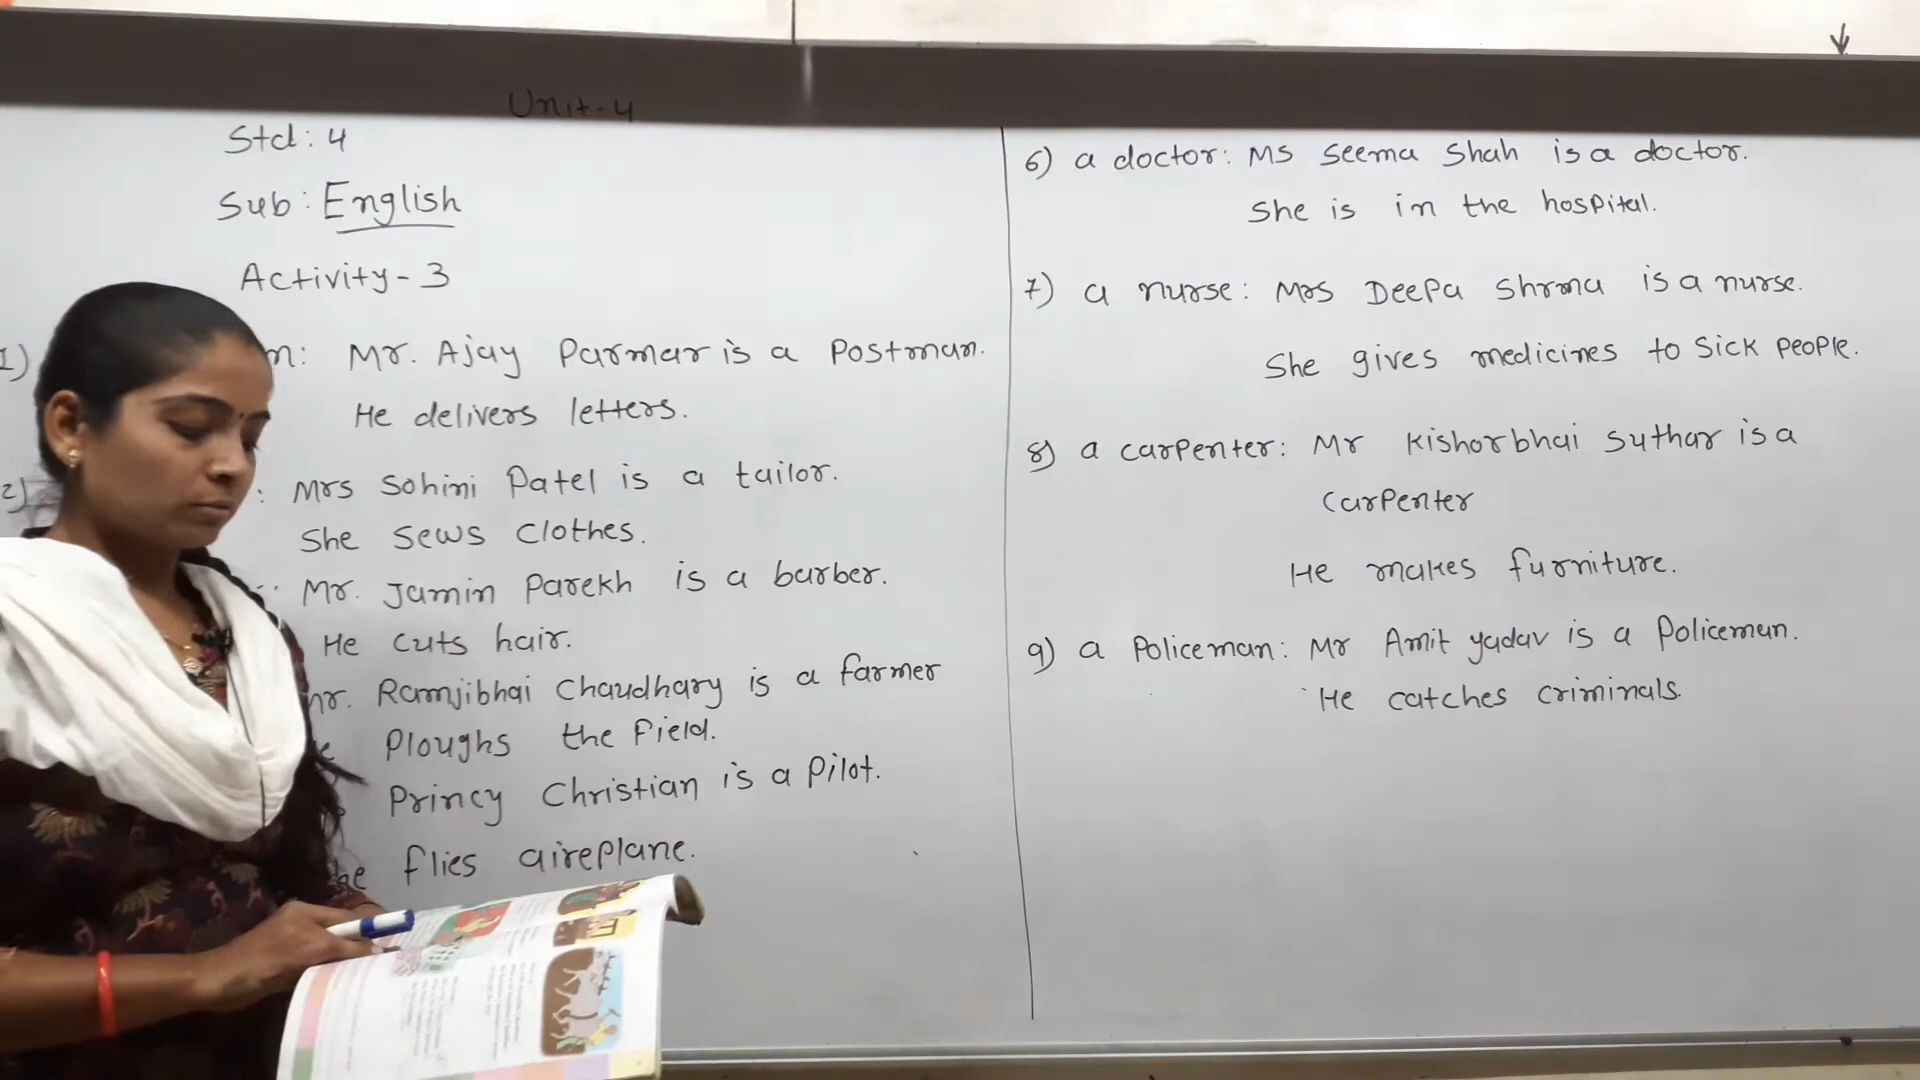 Unit-4
Std: 4
Sub: English
Activity-3
1) n: Mr. Ajay Parmar is a Postman.
He delivers letters.
2) : Mrs Sohini Patel is a tailor.
She sews clothes.
: Mr. Jamin Parekh is a barber.
He cuts hair.
mr. Ramjibhai Chaudhary is a farmer
e Ploughs the Field.
Princy Christian is a Pilot.
he flies aireplane.
6) a doctor: MS Seema Shah is a doctor.
She is in the hospital.
7) a nurse: Mrs Deepa Shrma is a nurse.
She gives medicines to Sick People.
8) a carpenter: Mr Kishorbhai Suthar is a
Carpenter
He makes furniture.
9) a Policeman: Mr Amit yadav is a Policeman.
He catches criminals.